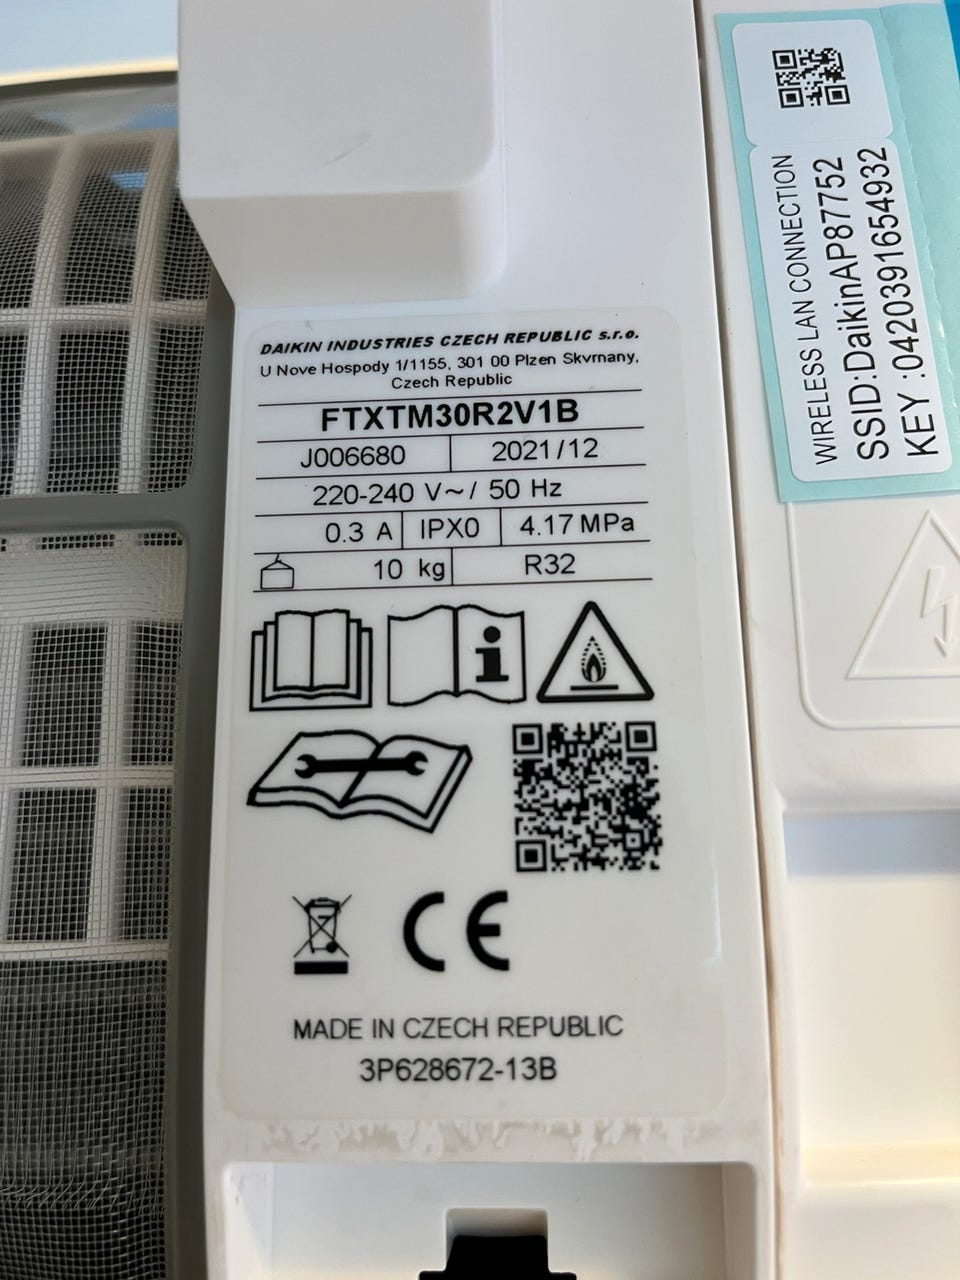 DAIKIN INDUSTRIES CZECH REPUBLIC s.r.o.
U Nove Hospody 1/1155, 301 00 Plzen Skvrnany,
Czech Republic
FTXTM30R2V1B
J006680 2021/12
220-240 V~/ 50 Hz
0.3 A IPX0 4.17 MPa
10 kg R32
i
CE
MADE IN CZECH REPUBLIC
3P628672-13B
WIRELESS LAN CONNECTION
SSID:DaikinAP87752
KEY :0420391654932